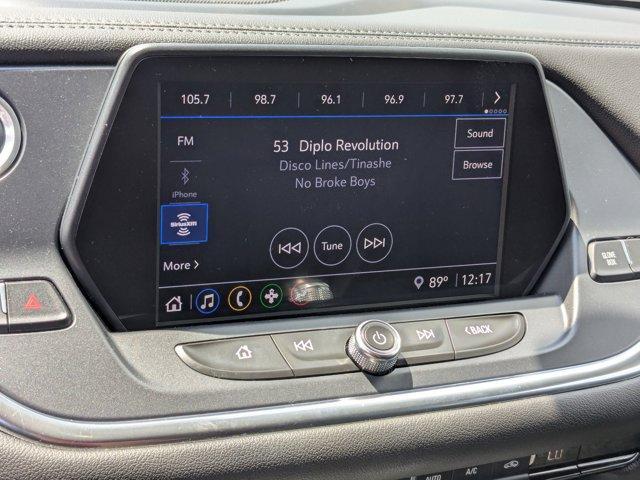 105.7 98.7 96.1 96.9 97.7
FM
53 Diplo Revolution
Sound
Disco Lines/Tinashe
Browse
No Broke Boys
iPhone
SiriusXM
Tune
More
89° 12:17
BACK
GLOVE BOX
AUTO
A/C